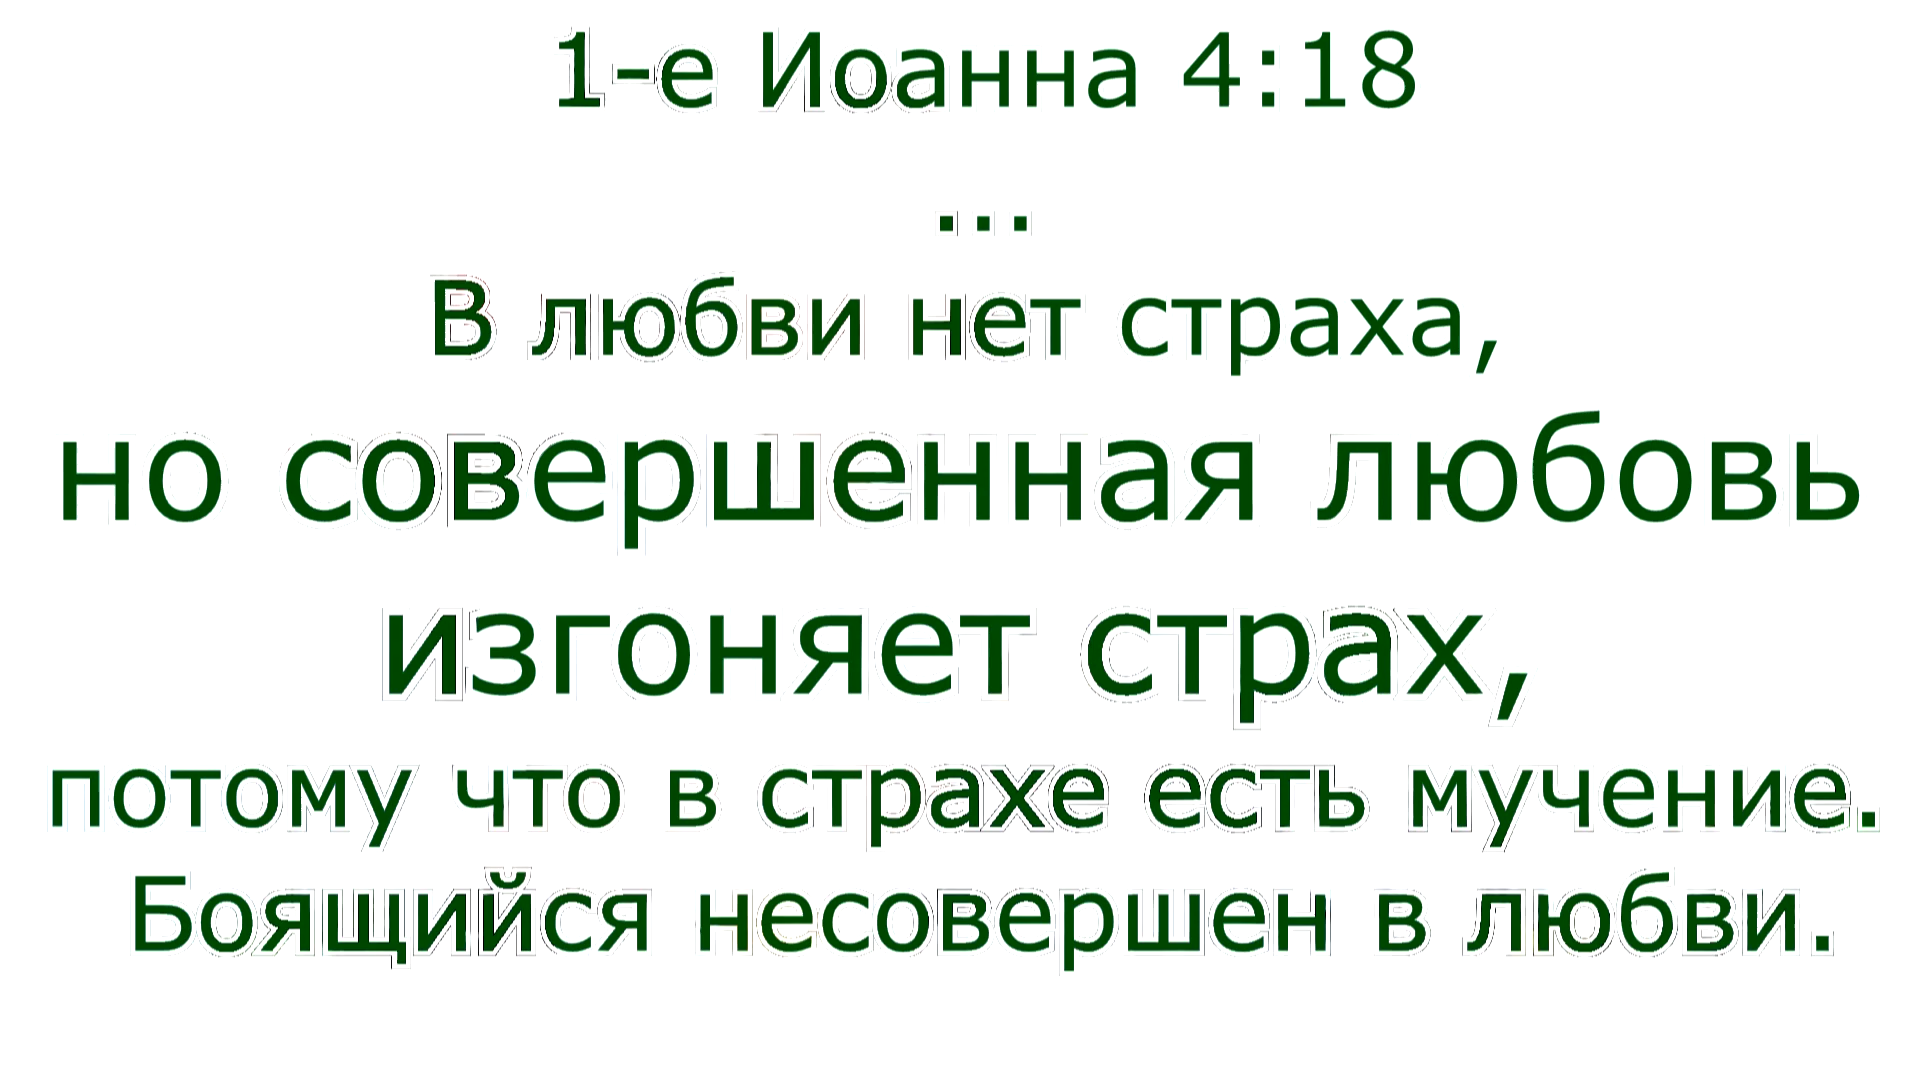 1-е Иоанна 4:18
...
В любви нет страха,
но совершенная любовь
изгоняет страх,
потому что в страхе есть мучение.
Боящийся несовершен в любви.